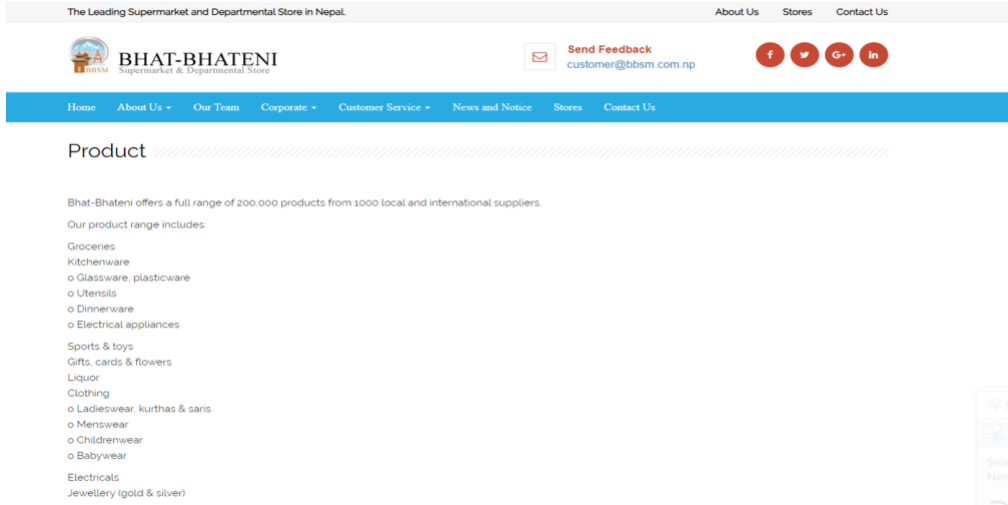 The Leading Supermarket and Departmental Store in Nepal.
About Us Stores Contact Us
BHAT-BHATENI
Supermarket & Departmental Store
BBSM
Send Feedback
customer@bbsm.com.np
f G+ in
Home About Us Our Team Corporate Customer Service News and Notice Stores Contact Us
Product
Bhat-Bhateni offers a full range of 200,000 products from 1000 local and international suppliers.
Our product range includes:
Groceries
Kitchenware
o Glassware, plasticware
o Utensils
o Dinnerware
o Electrical appliances
Sports & toys
Gifts, cards & flowers
Liquor
Clothing
o Ladieswear, kurthas & saris
o Menswear
o Childrenwear
o Babywear
Electricals
Jewellery (gold & silver)